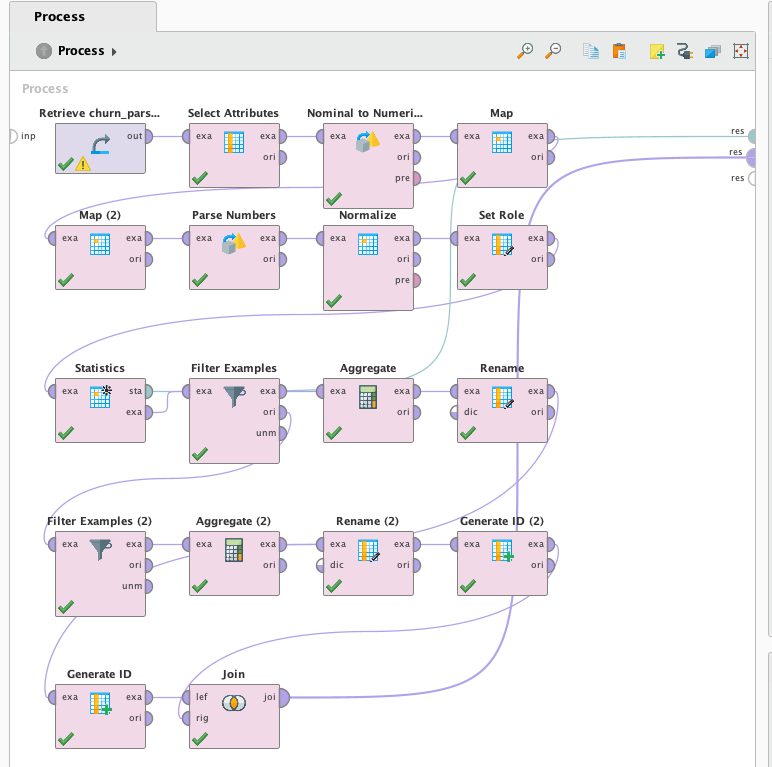 Process
Process
Process
Retrieve churn_pars... Select Attributes Nominal to Numeri... Map
inp out exa exa exa exa exa exa res
ori ori ori res
pre res
Map (2) Parse Numbers Normalize Set Role
exa exa exa exa exa exa exa exa
ori ori ori ori
pre
Statistics Filter Examples Aggregate Rename
exa sta exa exa exa exa exa exa
exa ori ori dic ori
unm
Filter Examples (2) Aggregate (2) Rename (2) Generate ID (2)
exa exa exa exa exa exa exa exa
ori ori dic ori ori
unm
Generate ID Join
exa exa lef joi
ori rig